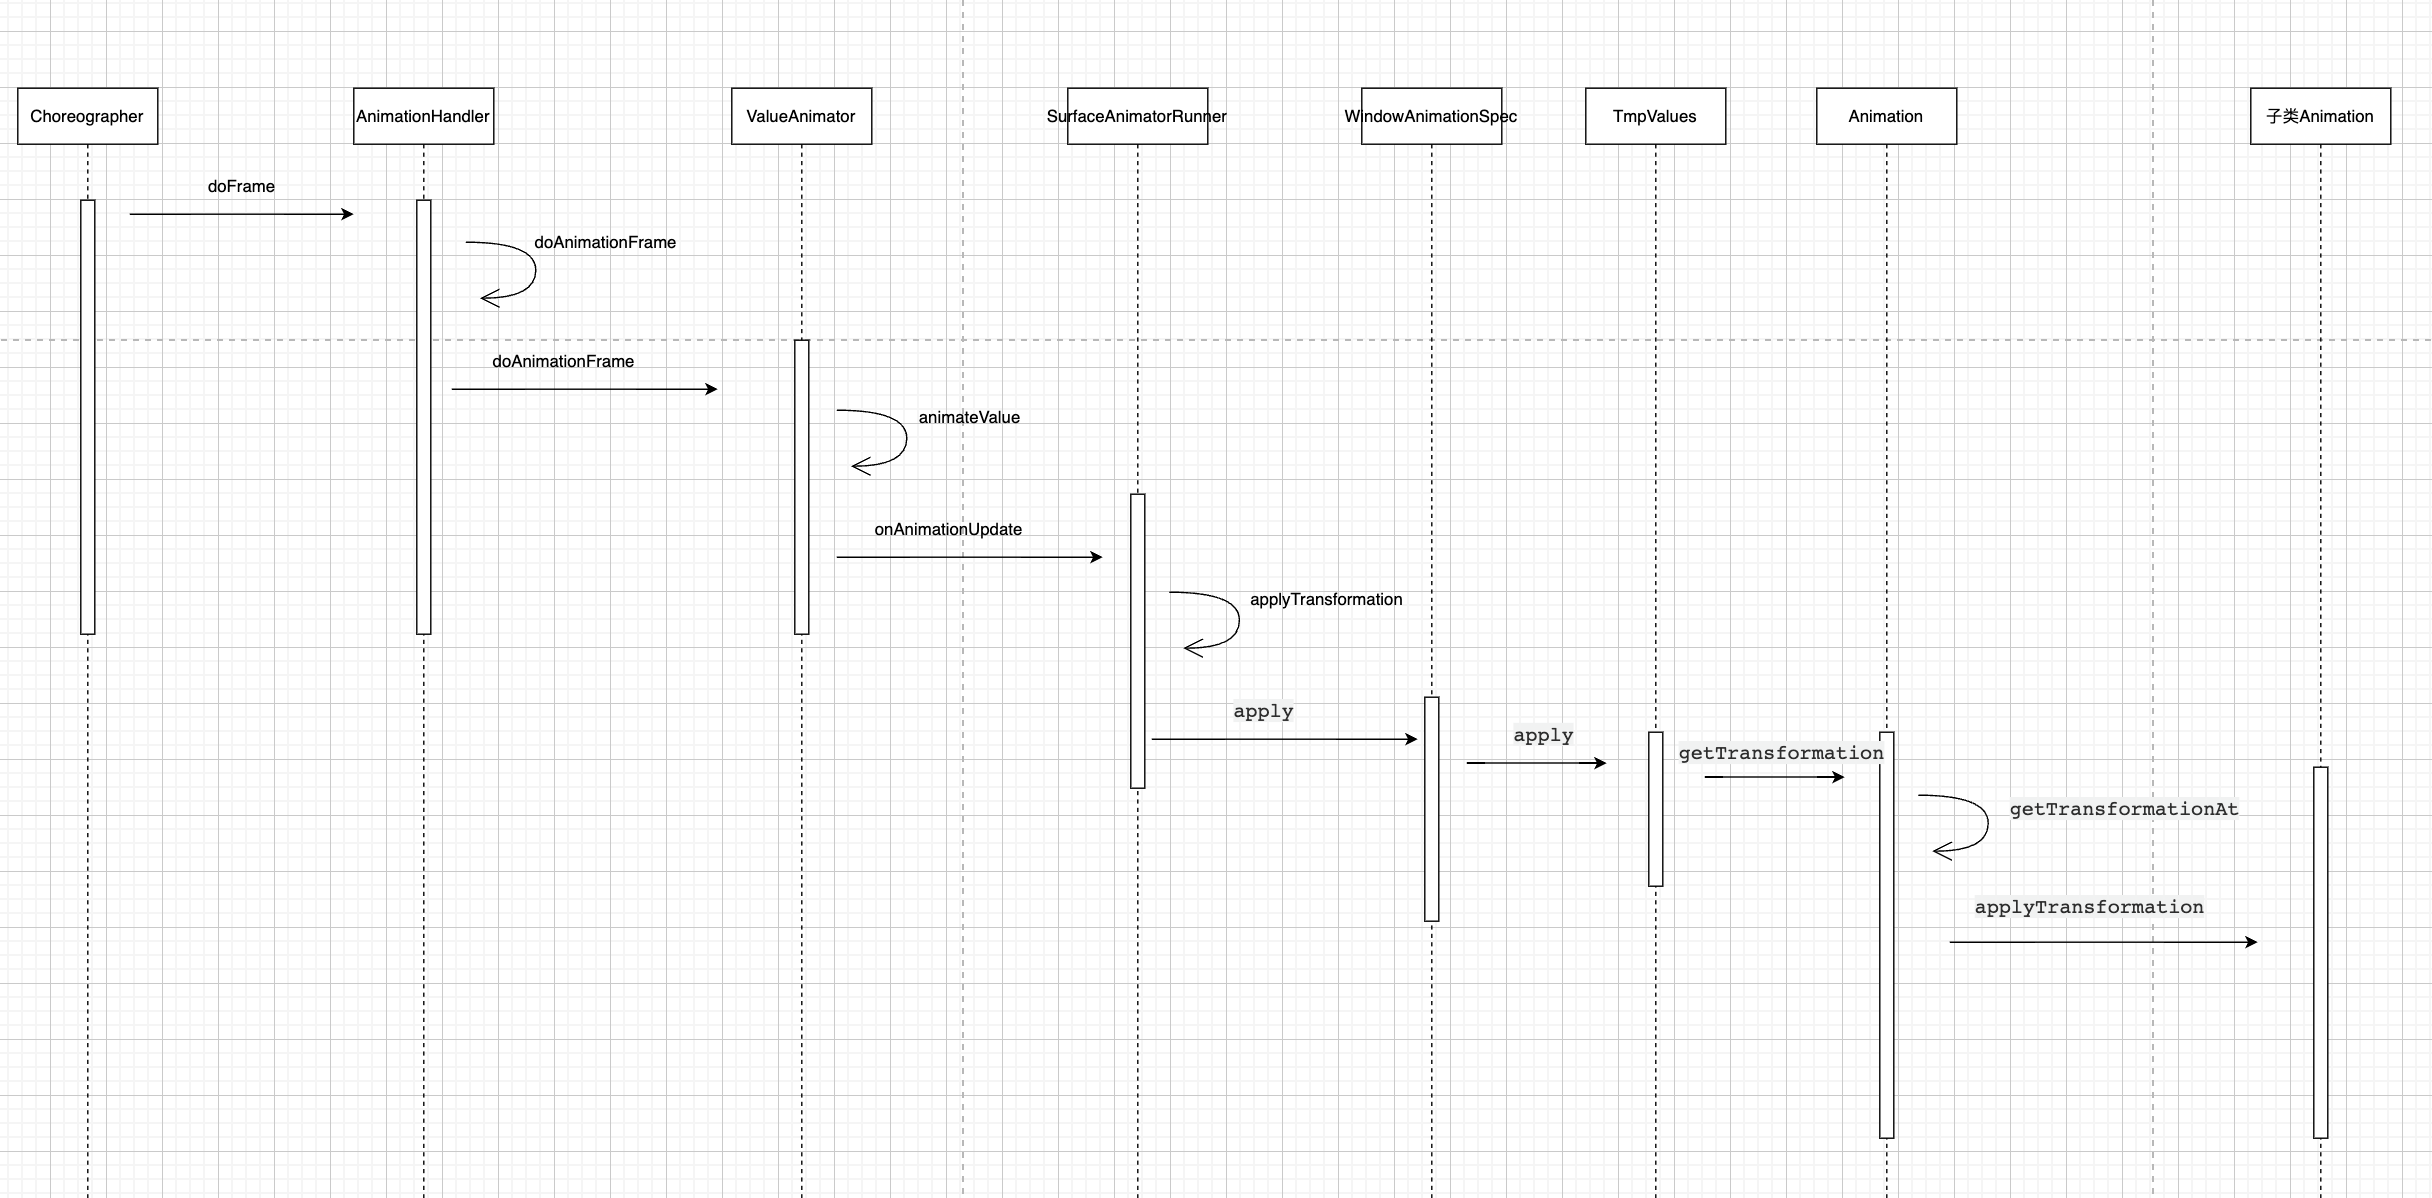 Choreographer
AnimationHandler
ValueAnimator
SurfaceAnimatorRunner
WindowAnimationSpec
TmpValues
Animation
子类Animation
doFrame
doAnimationFrame
doAnimationFrame
animateValue
onAnimationUpdate
applyTransformation
apply
apply
getTransformation
getTransformationAt
applyTransformation